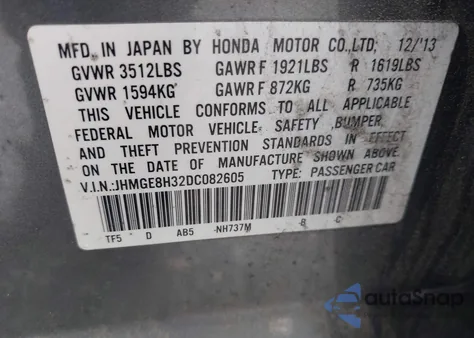 MFD. IN JAPAN BY HONDA MOTOR CO.,LTD. 12/13
GVWR 3512LBS GAWR F 1921LBS R 1619LBS
GVWR 1594KG GAWR F 872KG R 735KG
THIS VEHICLE CONFORMS TO ALL APPLICABLE
FEDERAL MOTOR VEHICLE SAFETY, BUMPER,
AND THEFT PREVENTION STANDARDS IN EFFECT
ON THE DATE OF MANUFACTURE SHOWN ABOVE.
V.I.N.:JHMGE8H32DC082605 TYPE: PASSENGER CAR
TF5 D AB5 -NH737M -B C
autoSnap